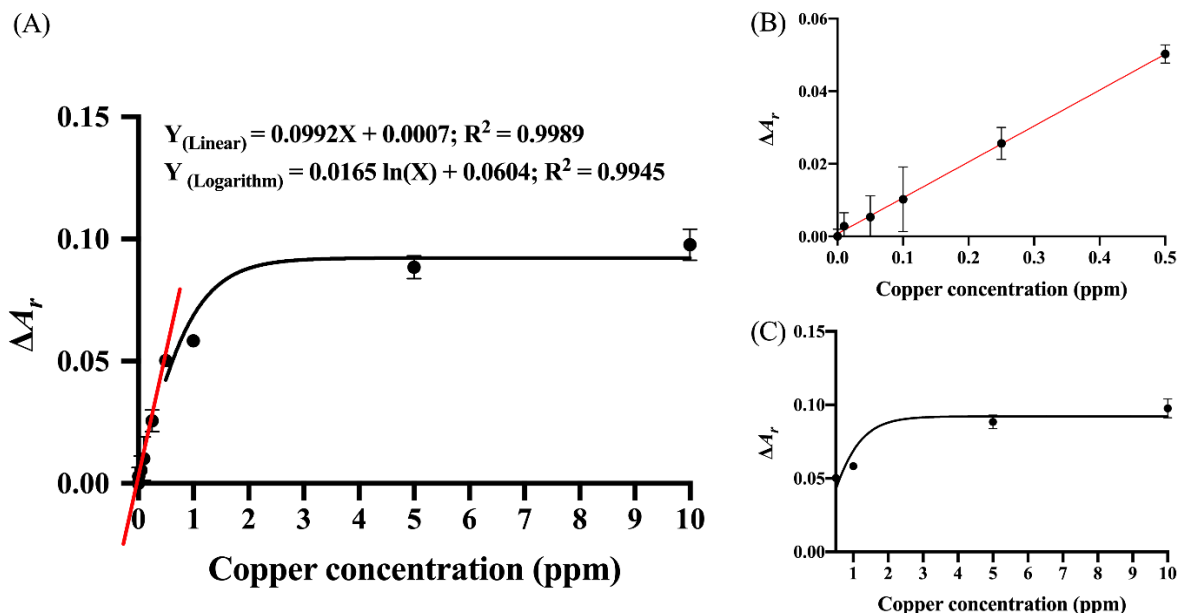 (A)
Y(Linear) = 0.0992X + 0.0007; R² = 0.9989
Y (Logarithm) = 0.0165 ln(X) + 0.0604; R² = 0.9945
0.15
0.10
0.05
0.00
ΔAr
0 1 2 3 4 5 6 7 8 9 10
Copper concentration (ppm)
(B)
0.06
0.04
0.02
0.00
ΔAr
0.0 0.1 0.2 0.3 0.4 0.5
Copper concentration (ppm)
(C)
0.15
0.10
0.05
0.00
ΔAr
1 2 3 4 5 6 7 8 9 10
Copper concentration (ppm)